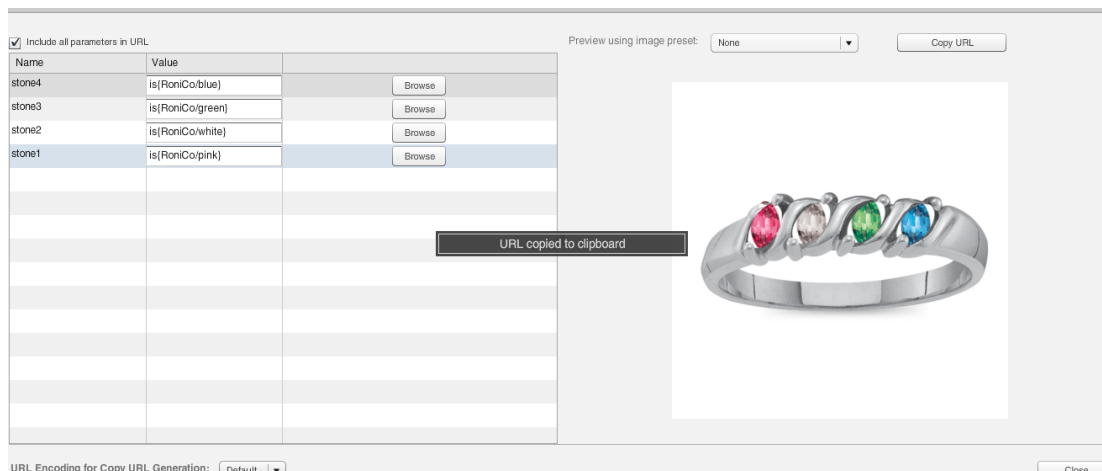 Include all parameters in URL
Preview using image preset: None Copy URL
Name Value
stone4 is{RoniCo/blue} Browse
stone3 is{RoniCo/green} Browse
stone2 is{RoniCo/white} Browse
stone1 is{RoniCo/pink} Browse
URL copied to clipboard
URL Encoding for Copy URL Generation: Default Close